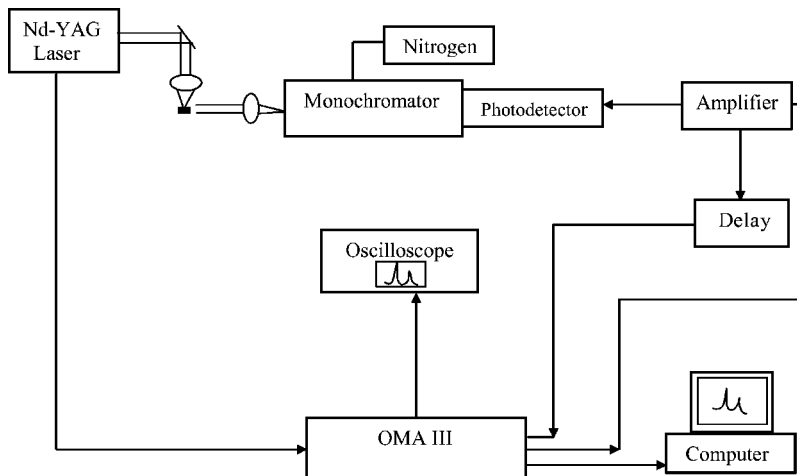 Nd-YAG
Laser
Nitrogen
Monochromator
Photodetector
Amplifier
Delay
Oscilloscope
OMA III
Computer